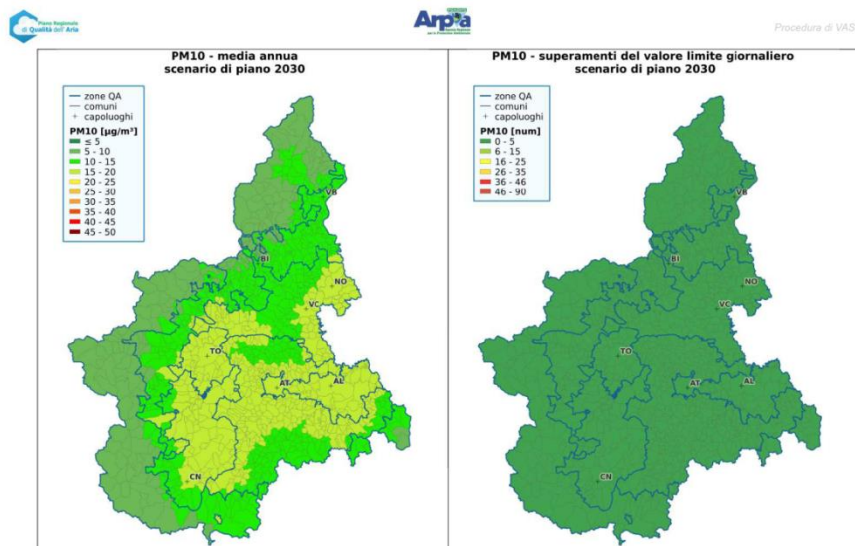 Piano Regionale
di Qualità dell'Aria
Arpa
Procedura di VAS
PM10 - media annua
scenario di piano 2030
zone QA
comuni
capoluoghi
PM10 [µg/m³]
≤ 5
5 - 10
10 - 15
15 - 20
20 - 25
25 - 30
30 - 35
35 - 40
40 - 45
45 - 50
VB
BI
NO
VC
TO
AT
AL
CN
PM10 - superamenti del valore limite giornaliero
scenario di piano 2030
zone QA
comuni
capoluoghi
PM10 [num]
0 - 5
6 - 15
16 - 25
26 - 35
36 - 46
46 - 90
VB
BI
NO
VC
TO
AT
AL
CN